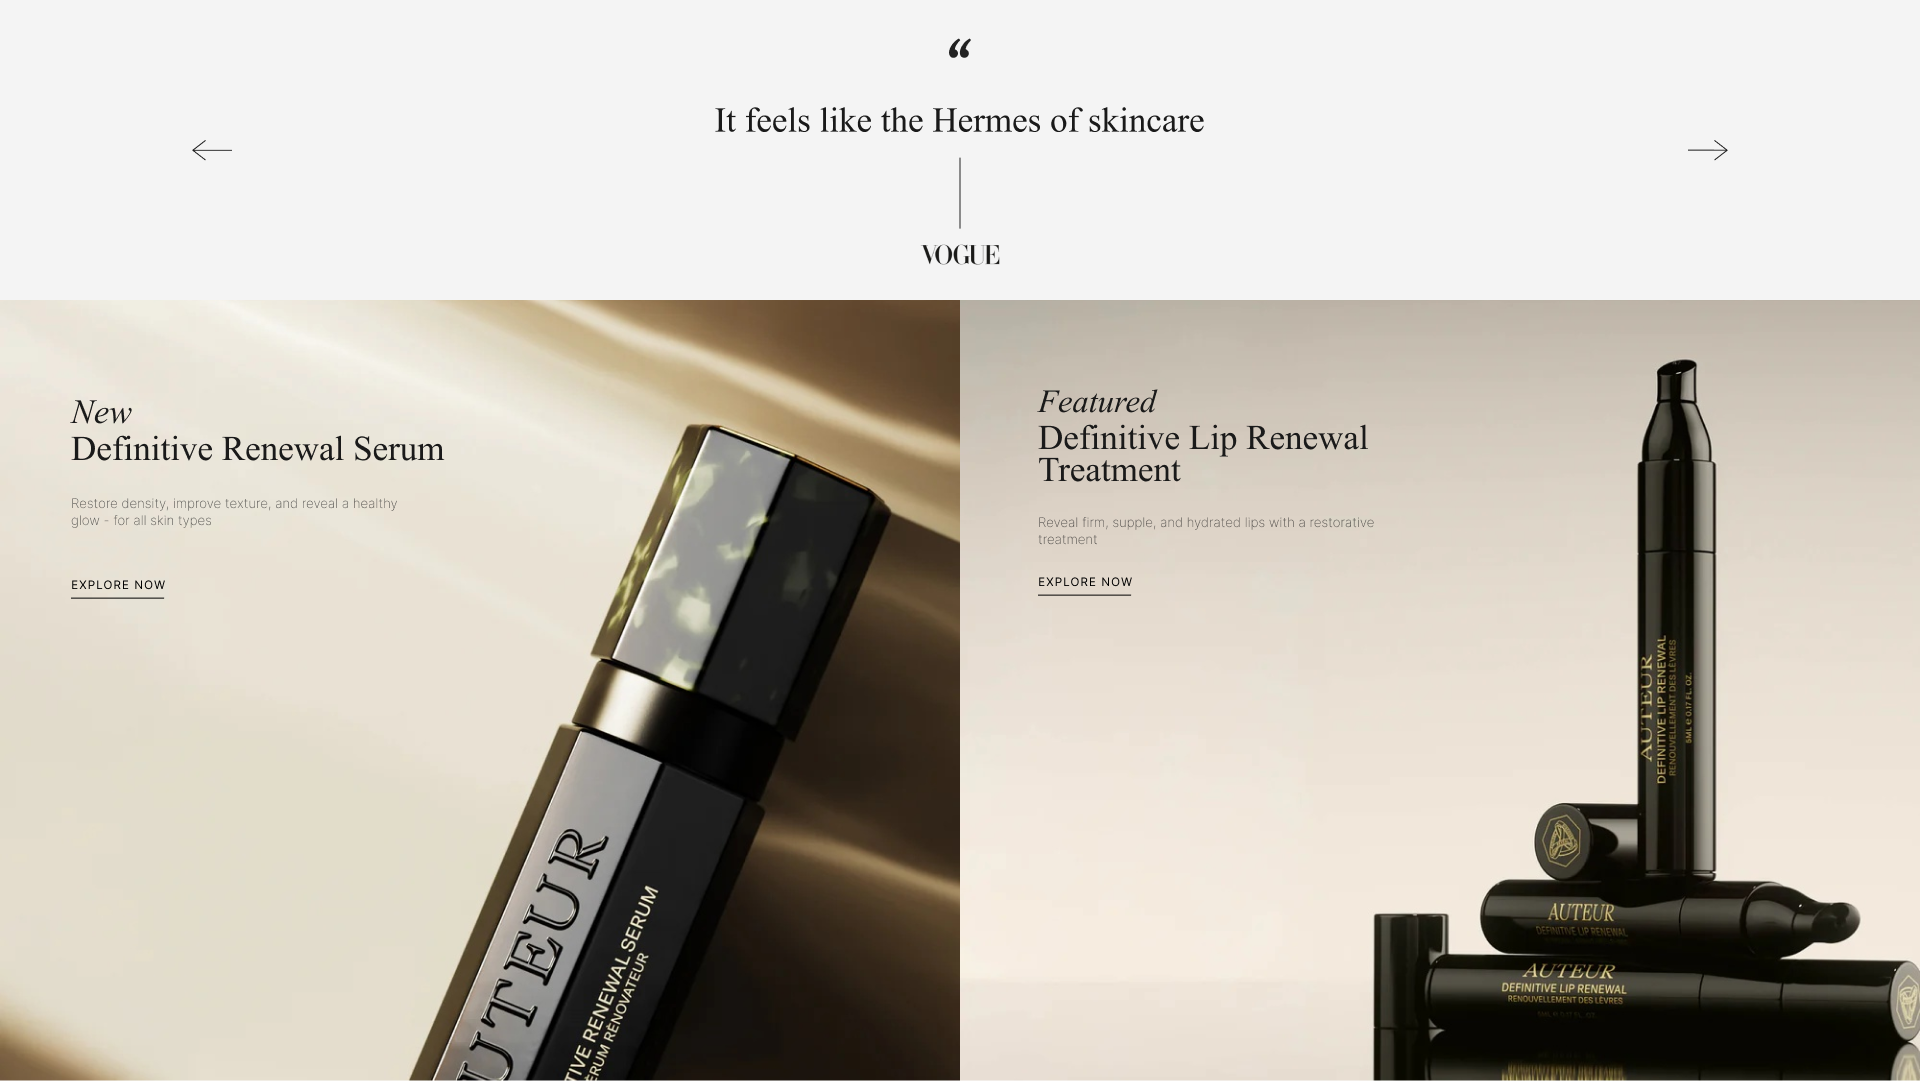 “
It feels like the Hermes of skincare
VOGUE
New
Definitive Renewal Serum
Restore density, improve texture, and reveal a healthy
glow - for all skin types
EXPLORE NOW
UTEUR
TIVE RENEWAL SERUM
SÉRUM RÉNOVATEUR
Featured
Definitive Lip Renewal
Treatment
Reveal firm, supple, and hydrated lips with a restorative
treatment
EXPLORE NOW
AUTEUR
DEFINITIVE LIP RENEWAL
RENOUVELLEMENT DES LÈVRES
5ML e 0.17 FL. OZ.
AUTEUR
DEFINITIVE LIP RENEWAL
AUTEUR
DEFINITIVE LIP RENEWAL
RENOUVELLEMENT DES LÈVRES